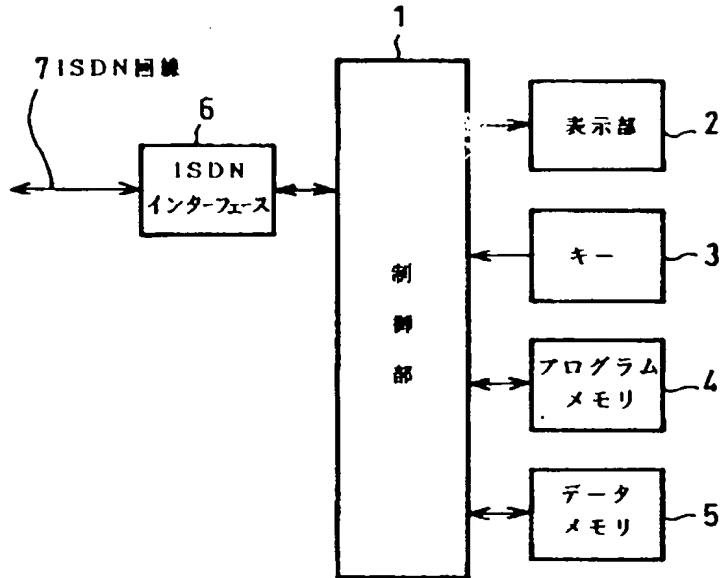 1
7 ISDN回線
6
ISDN
インターフェース
制
御
部
表示部
2
キー
3
プログラム
メモリ
4
データ
メモリ
5